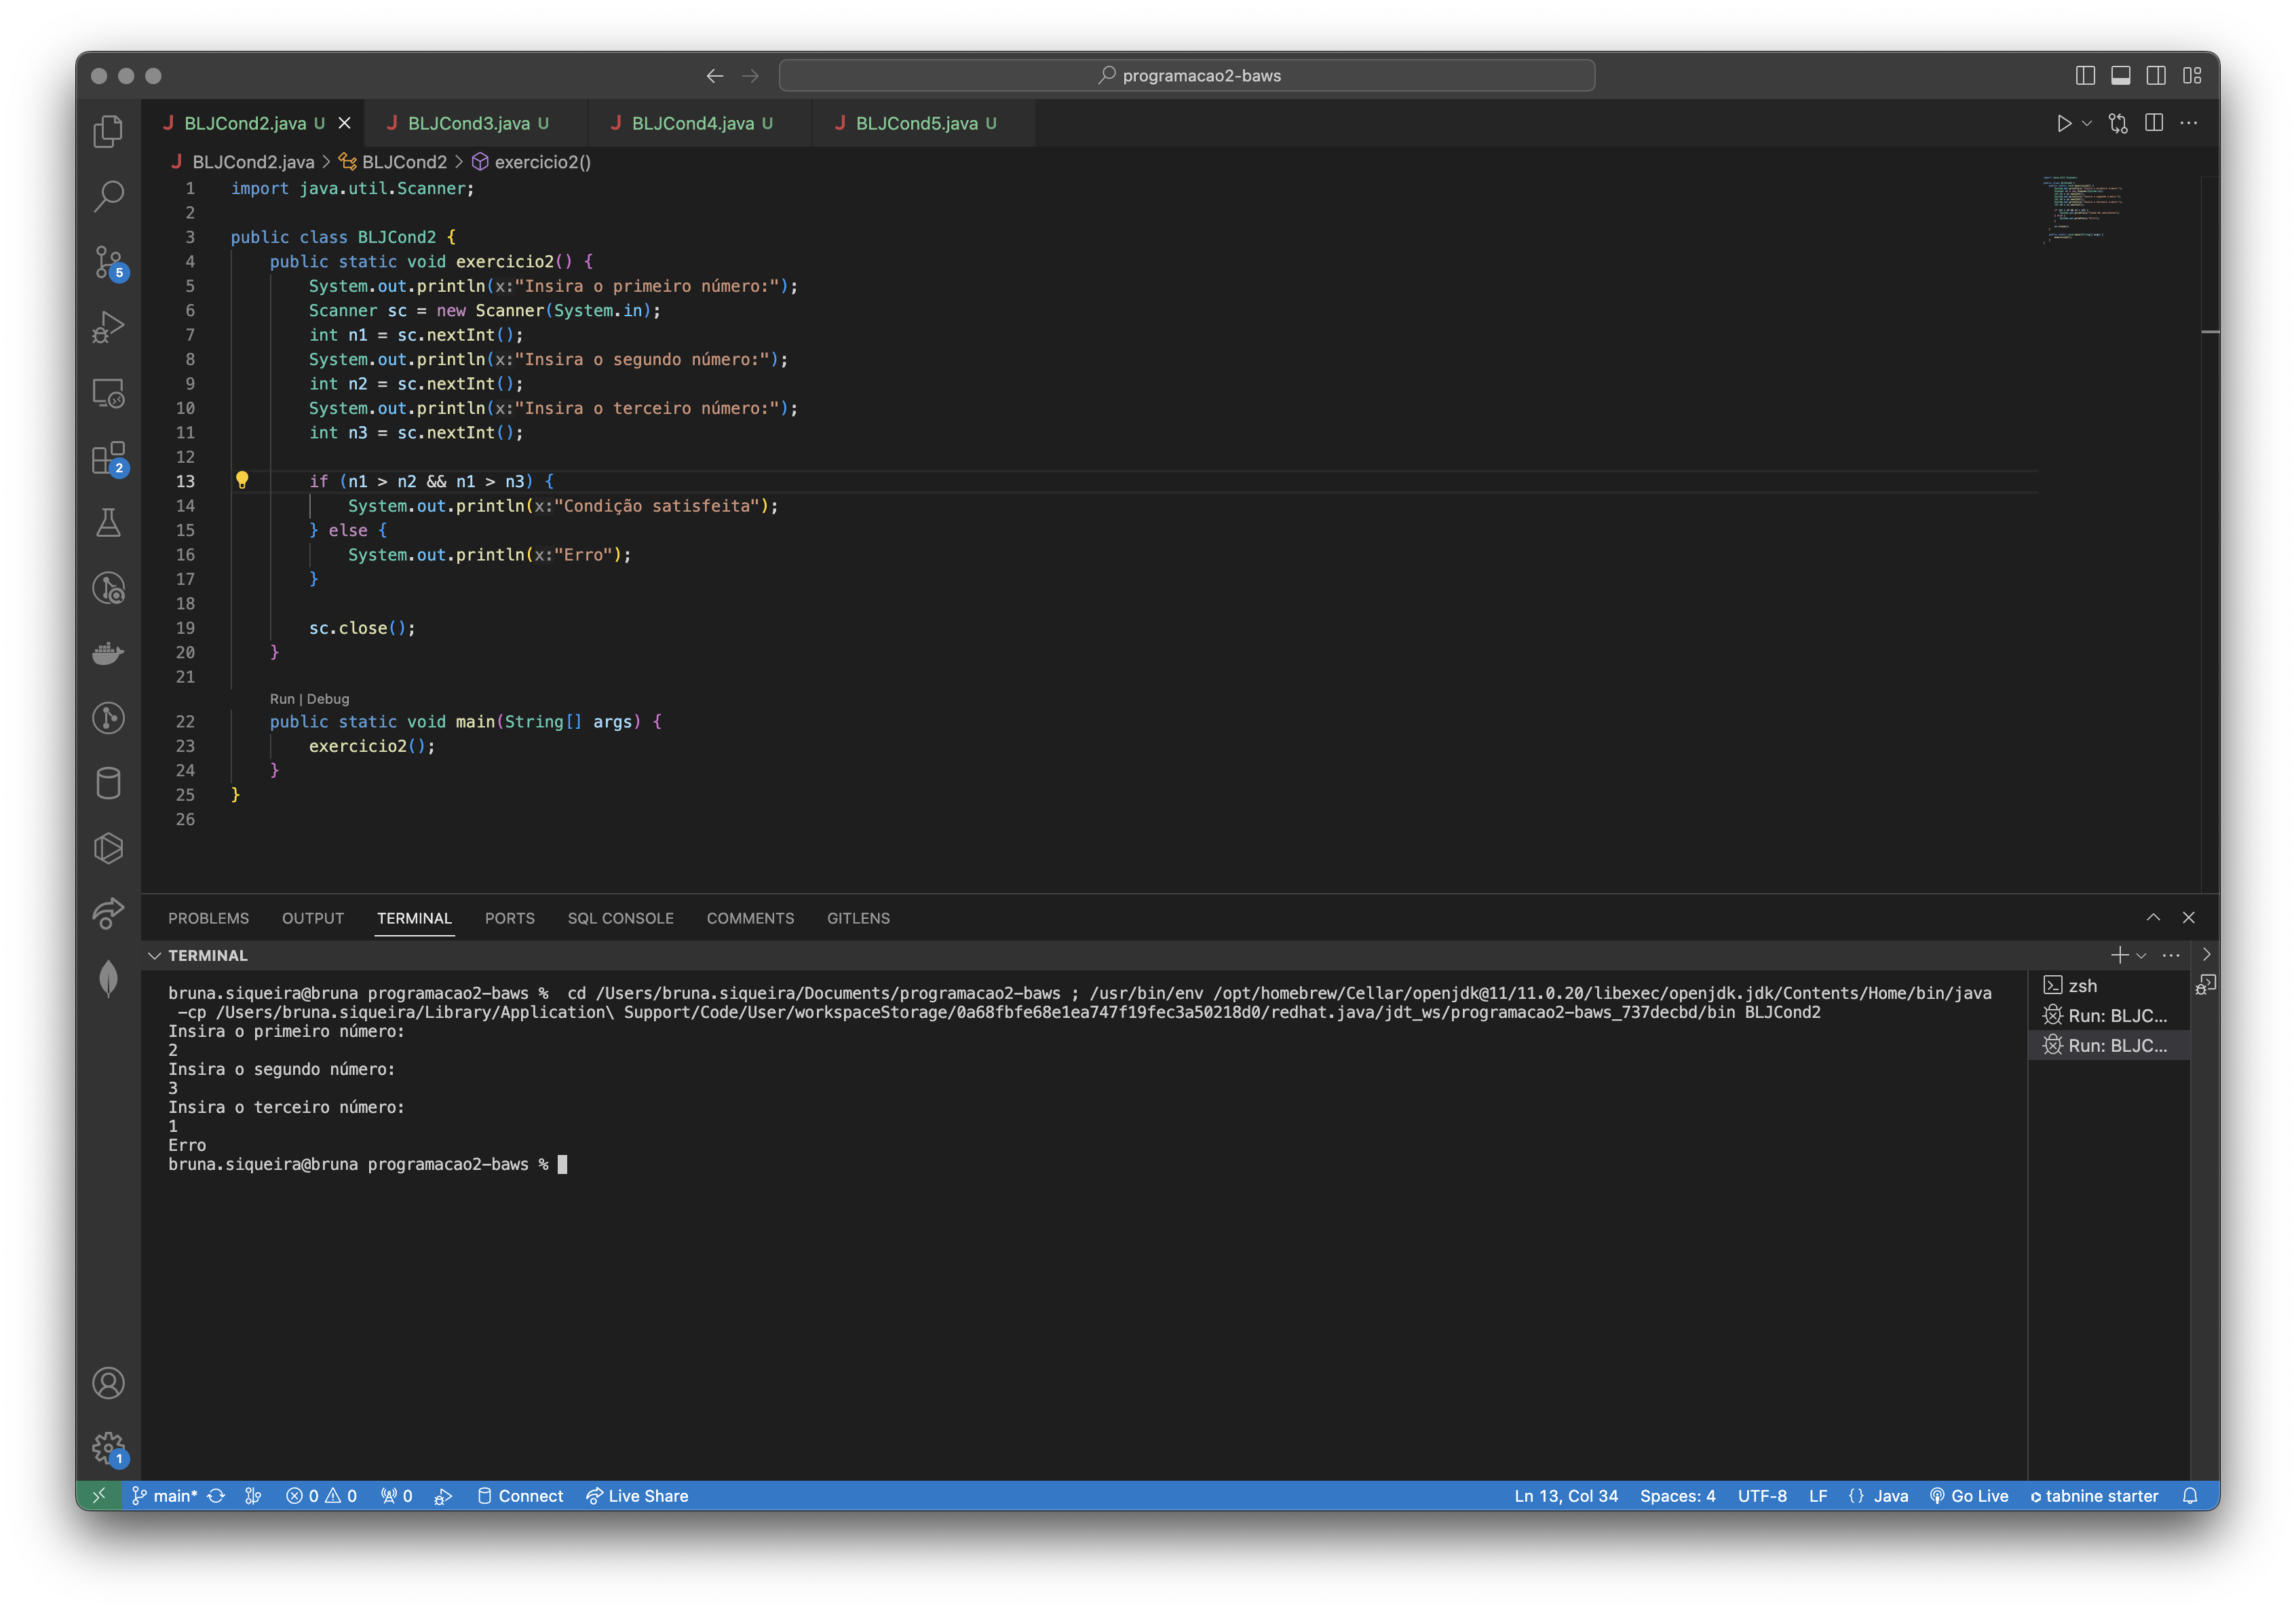 programacao2-baws
BLJCond2.java U
BLJCond3.java U
BLJCond4.java U
BLJCond5.java U
BLJCond2.java > BLJCond2 > exercicio2()
1 import java.util.Scanner;
2
3 public class BLJCond2 {
4 public static void exercicio2() {
5 System.out.println(x:"Insira o primeiro número:");
6 Scanner sc = new Scanner(System.in);
7 int n1 = sc.nextInt();
8 System.out.println(x:"Insira o segundo número:");
9 int n2 = sc.nextInt();
10 System.out.println(x:"Insira o terceiro número:");
11 int n3 = sc.nextInt();
12
13 if (n1 > n2 && n1 > n3) {
14 System.out.println(x:"Condição satisfeita");
15 } else {
16 System.out.println(x:"Erro");
17 }
18
19 sc.close();
20 }
21
Run | Debug
22 public static void main(String[] args) {
23 exercicio2();
24 }
25 }
26
5
2
1
PROBLEMS OUTPUT TERMINAL PORTS SQL CONSOLE COMMENTS GITLENS
TERMINAL
bruna.siqueira@bruna programacao2-baws %  cd /Users/bruna.siqueira/Documents/programacao2-baws ; /usr/bin/env /opt/homebrew/Cellar/openjdk@11/11.0.20/libexec/openjdk.jdk/Contents/Home/bin/java
-cp /Users/bruna.siqueira/Library/Application\ Support/Code/User/workspaceStorage/0a68fbfe68e1ea747f19fec3a50218d0/redhat.java/jdt_ws/programacao2-baws_737decbd/bin BLJCond2
Insira o primeiro número:
2
Insira o segundo número:
3
Insira o terceiro número:
1
Erro
bruna.siqueira@bruna programacao2-baws %
zsh
Run: BLJC...
Run: BLJC...
main* 0 0 0 Connect Live Share Ln 13, Col 34 Spaces: 4 UTF-8 LF {} Java Go Live tabnine starter